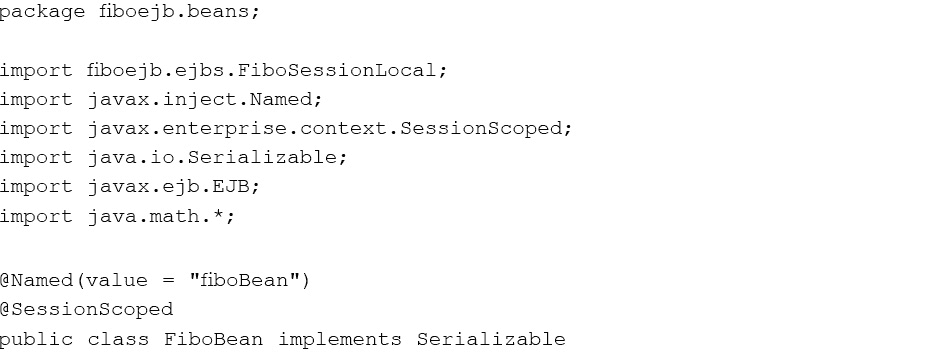 package fiboejb.beans;
import fiboejb.ejbs.FiboSessionLocal;
import javax.inject.Named;
import javax.enterprise.context.SessionScoped;
import java.io.Serializable;
import javax.ejb.EJB;
import java.math.*;
@Named(value = "fiboBean")
@SessionScoped
public class FiboBean implements Serializable